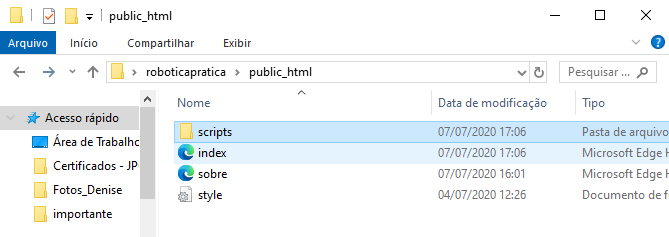 public_html
Arquivo Início Compartilhar Exibir
roboticapratica public_html Pesquisar ...
Nome Data de modificação Tipo
Acesso rápido scripts 07/07/2020 17:06 Pasta de arquivo
Área de Trabalho index 07/07/2020 17:06 Microsoft Edge H
Certificados - JP sobre 07/07/2020 16:01 Microsoft Edge H
Fotos_Denise style 04/07/2020 12:26 Documento de f
importante